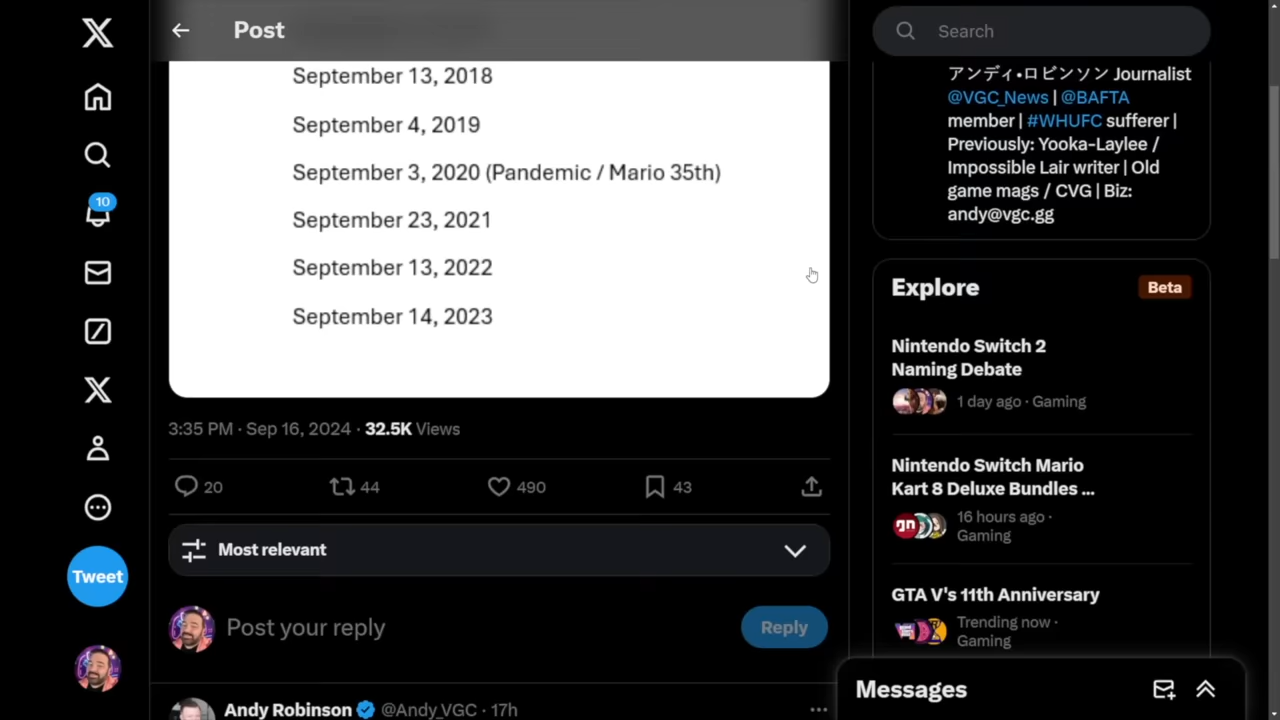 Post
Search
September 13, 2018
September 4, 2019
September 3, 2020 (Pandemic / Mario 35th)
September 23, 2021
September 13, 2022
September 14, 2023
3:35 PM · Sep 16, 2024 · 32.5K Views
20
44
490
43
Most relevant
Post your reply
Reply
Andy Robinson @Andy_VGC · 17h
10
Tweet
アンディ•ロビンソン Journalist
@VGC_News | @BAFTA
member | #WHUFC sufferer |
Previously: Yooka-Laylee /
Impossible Lair writer | Old
game mags / CVG | Biz:
andy@vgc.gg
Explore
Beta
Nintendo Switch 2
Naming Debate
1 day ago · Gaming
Nintendo Switch Mario
Kart 8 Deluxe Bundles ...
16 hours ago ·
Gaming
GTA V's 11th Anniversary
Trending now ·
Gaming
Messages